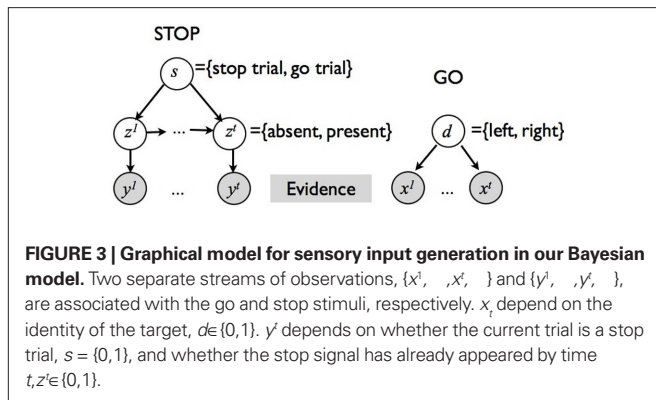 STOP
s ={stop trial, go trial}
GO
z¹ ... zᵗ ={absent, present}
d ={left, right}
y¹ ... yᵗ Evidence x¹ ... xᵗ
FIGURE 3 | Graphical model for sensory input generation in our Bayesian
model. Two separate streams of observations, {x¹, ,xᵗ, } and {y¹, ,yᵗ, },
are associated with the go and stop stimuli, respectively. xₜ depend on the
identity of the target, d∈{0,1}. yᵗ depends on whether the current trial is a stop
trial, s = {0,1}, and whether the stop signal has already appeared by time
t,zᵗ∈{0,1}.